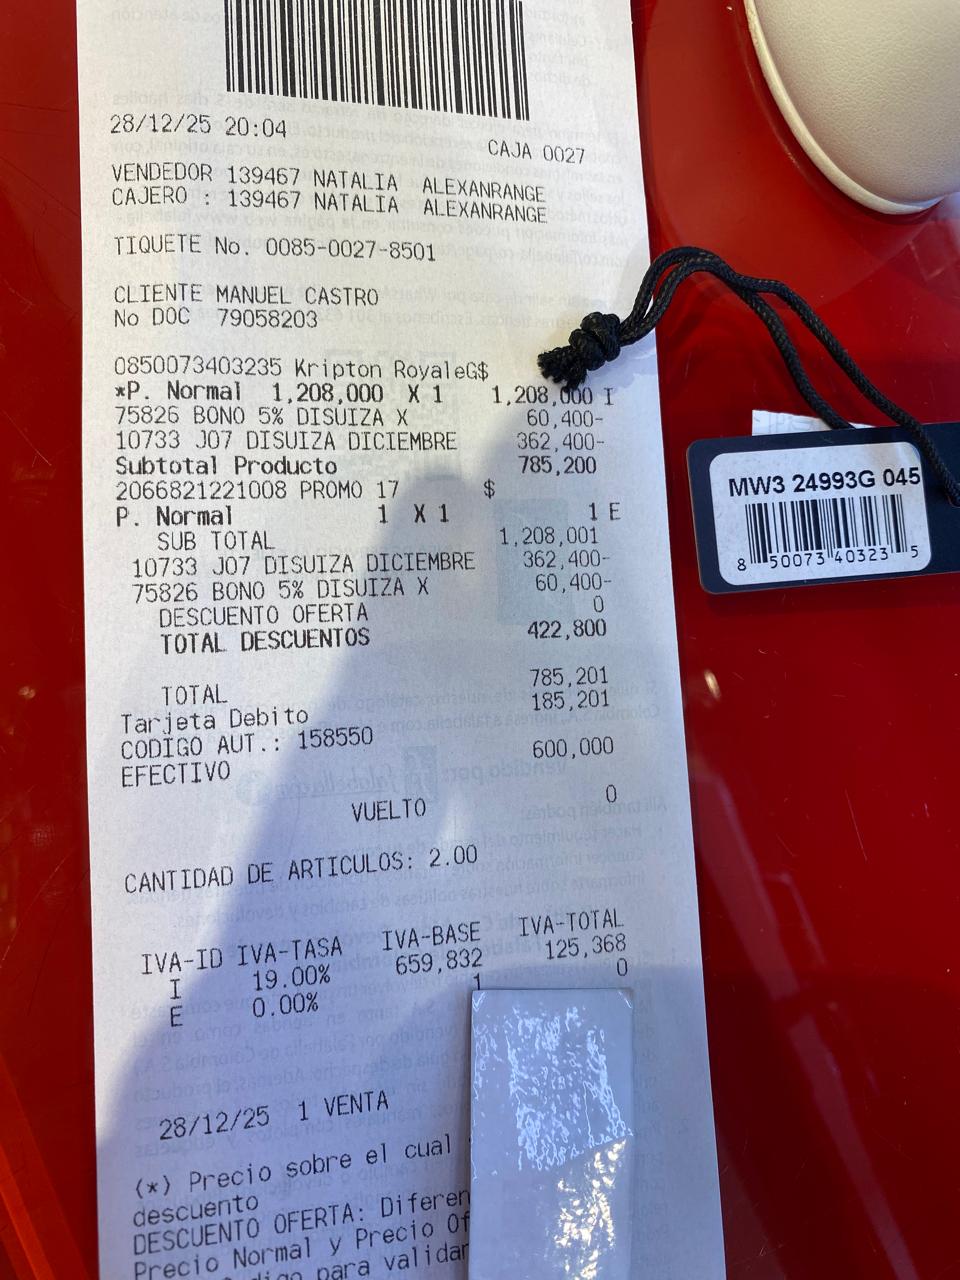 28/12/25 20:04
CAJA 0027
VENDEDOR 139467 NATALIA ALEXANRANGE
CAJERO : 139467 NATALIA ALEXANRANGE
TIQUETE No. 0085-0027-8501
CLIENTE MANUEL CASTRO
No DOC 79058203
0850073403235 Kripton RoyaleG$
*P. Normal 1,208,000 X 1 1,208,000 I
75826 BONO 5% DISUIZA X 60,400-
10733 J07 DISUIZA DICIEMBRE 362,400-
Subtotal Producto 785,200
2066821221008 PROMO 17 $
P. Normal 1 X 1 1 E
SUB TOTAL 1,208,001
10733 J07 DISUIZA DICIEMBRE 362,400-
75826 BONO 5% DISUIZA X 60,400-
DESCUENTO OFERTA 0
TOTAL DESCUENTOS 422,800
TOTAL 785,201
Tarjeta Debito 185,201
CODIGO AUT.: 158550
EFECTIVO 600,000
VUELTO 0
CANTIDAD DE ARTICULOS: 2.00
IVA-ID IVA-TASA IVA-BASE IVA-TOTAL
I 19.00% 659,832 125,368
E 0.00% 1 0
28/12/25 1 VENTA
(*) Precio sobre el cual
descuento
DESCUENTO OFERTA: Diferen
Precio Normal y Precio Of
para validar
MW3 24993G 045
8 50073 40323 5